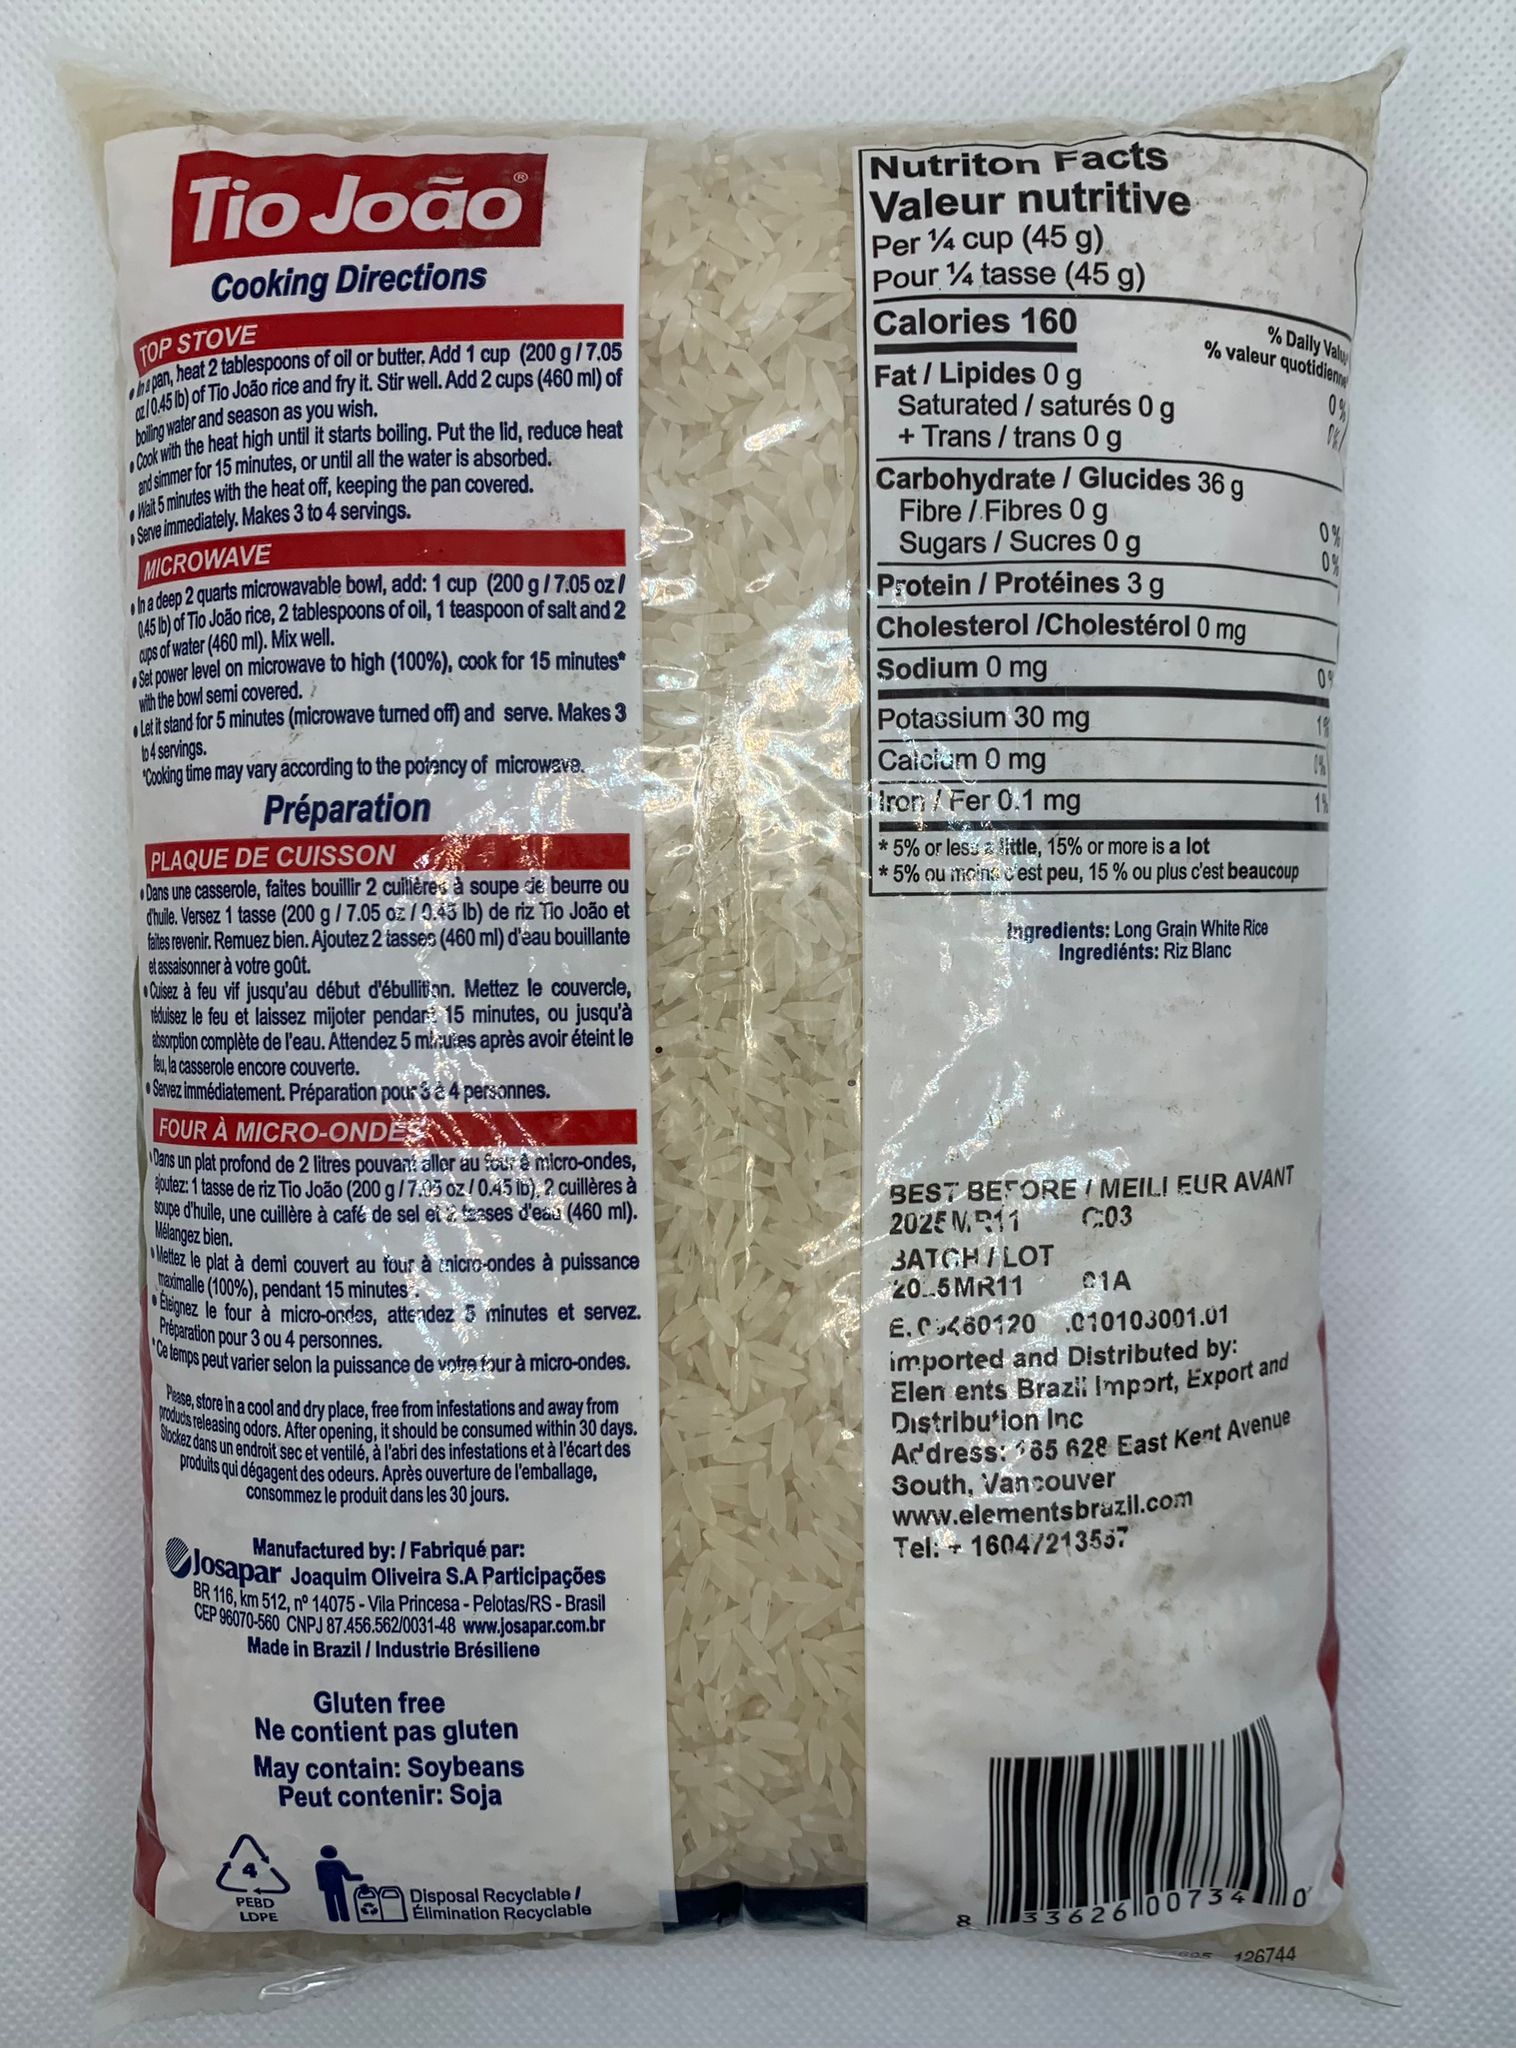 Tio João®
Cooking Directions
TOP STOVE
• In a pan, heat 2 tablespoons of oil or butter. Add 1 cup (200 g / 7.05
oz / 0.45 lb) of Tio João rice and fry it. Stir well. Add 2 cups (460 ml) of
boiling water and season as you wish.
• Cook with the heat high until it starts boiling. Put the lid, reduce heat
and simmer for 15 minutes, or until all the water is absorbed.
• Wait 5 minutes with the heat off, keeping the pan covered.
• Serve immediately. Makes 3 to 4 servings.
MICROWAVE
• In a deep 2 quarts microwavable bowl, add: 1 cup (200 g / 7.05 oz /
0.45 lb) of Tio João rice, 2 tablespoons of oil, 1 teaspoon of salt and 2
cups of water (460 ml). Mix well.
• Set power level on microwave to high (100%), cook for 15 minutes*
with the bowl semi covered.
• Let it stand for 5 minutes (microwave turned off) and serve. Makes 3
to 4 servings.
*Cooking time may vary according to the potency of microwave.
Préparation
PLAQUE DE CUISSON
• Dans une casserole, faites bouillir 2 cuillères à soupe de beurre ou
d'huile. Versez 1 tasse (200 g / 7.05 oz / 0.45 lb) de riz Tio João et
faites revenir. Remuez bien. Ajoutez 2 tasses (460 ml) d'eau bouillante
et assaisonner à votre goût.
• Cuisez à feu vif jusqu'au début d'ébullition. Mettez le couvercle,
réduisez le feu et laissez mijoter pendant 15 minutes, ou jusqu'à
absorption complète de l'eau. Attendez 5 minutes après avoir éteint le
feu, la casserole encore couverte.
• Servez immédiatement. Préparation pour 3 à 4 personnes.
FOUR À MICRO-ONDES
• Dans un plat profond de 2 litres pouvant aller au four à micro-ondes,
ajoutez: 1 tasse de riz Tio João (200 g / 7.05 oz / 0.45 lb), 2 cuillères à
soupe d'huile, une cuillère à café de sel et 2 tasses d'eau (460 ml).
Mélangez bien.
• Mettez le plat à demi couvert au four à micro-ondes à puissance
maximalle (100%), pendant 15 minutes*.
• Éteignez le four à micro-ondes, attendez 5 minutes et servez.
Préparation pour 3 ou 4 personnes.
*Ce temps peut varier selon la puissance de votre four à micro-ondes.
Please, store in a cool and dry place, free from infestations and away from
products releasing odors. After opening, it should be consumed within 30 days.
Stockez dans un endroit sec et ventilé, à l'abri des infestations et à l'écart des
produits qui dégagent des odeurs. Après ouverture de l'emballage,
consommez le produit dans les 30 jours.
Manufactured by: / Fabriqué par:
Josapar Joaquim Oliveira S.A Participações
BR 116, km 512, nº 14075 - Vila Princesa - Pelotas/RS - Brasil
CEP 96070-560 CNPJ 87.456.562/0031-48 www.josapar.com.br
Made in Brazil / Industrie Brésiliene
Gluten free
Ne contient pas gluten
May contain: Soybeans
Peut contenir: Soja
4
PEBD
LDPE
Disposal Recyclable /
Élimination Recyclable
Nutriton Facts
Valeur nutritive
Per ¼ cup (45 g)
Pour ¼ tasse (45 g)
Calories 160
% Daily Value
% valeur quotidienne
Fat / Lipides 0 g 0 %
Saturated / saturés 0 g
+ Trans / trans 0 g
Carbohydrate / Glucides 36 g
Fibre / Fibres 0 g 0 %
Sugars / Sucres 0 g 0 %
Protein / Protéines 3 g
Cholesterol /Cholestérol 0 mg
Sodium 0 mg 0 %
Potassium 30 mg 1 %
Calcium 0 mg 0 %
Iron / Fer 0.1 mg 1 %
* 5% or less a little, 15% or more is a lot
* 5% ou moins c'est peu, 15 % ou plus c'est beaucoup
Ingredients: Long Grain White Rice
Ingrediénts: Riz Blanc
BEST BEFORE / MEILLEUR AVANT
2025MR11 C:03
BATCH / LOT
2025MR11 01A
.010103001.01
Imported and Distributed by:
Elements Brazil Import, Export and
Distribution Inc
Address: 628 East Kent Avenue
South, Vancouver
www.elementsbrazil.com
Tel: +
8 33626 00734 0
126744